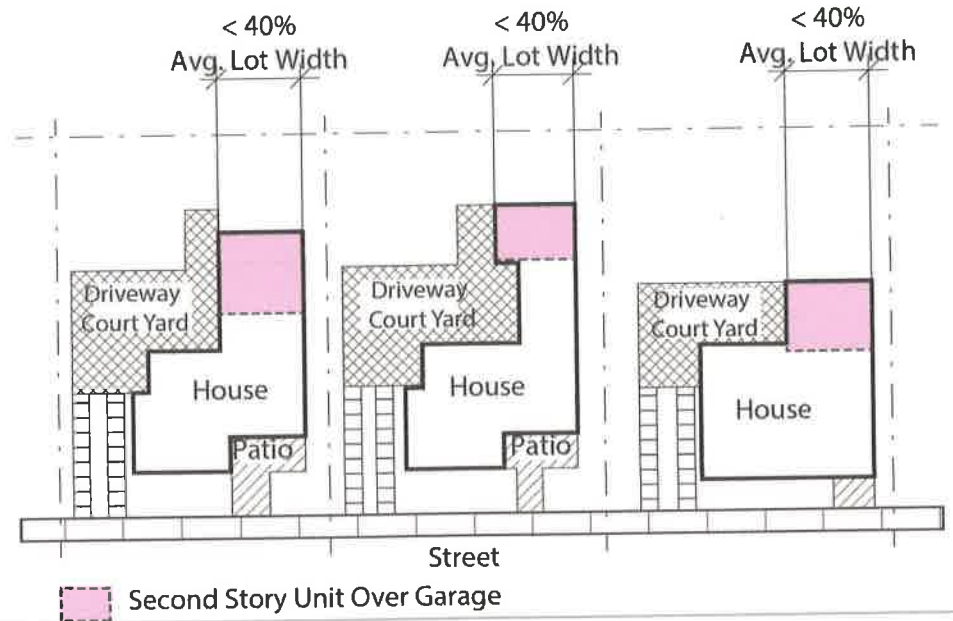 < 40%
Avg. Lot Width
< 40%
Avg. Lot Width
< 40%
Avg. Lot Width
Driveway
Court Yard
House
Patio
Driveway
Court Yard
House
Patio
Driveway
Court Yard
House
Street
Second Story Unit Over Garage